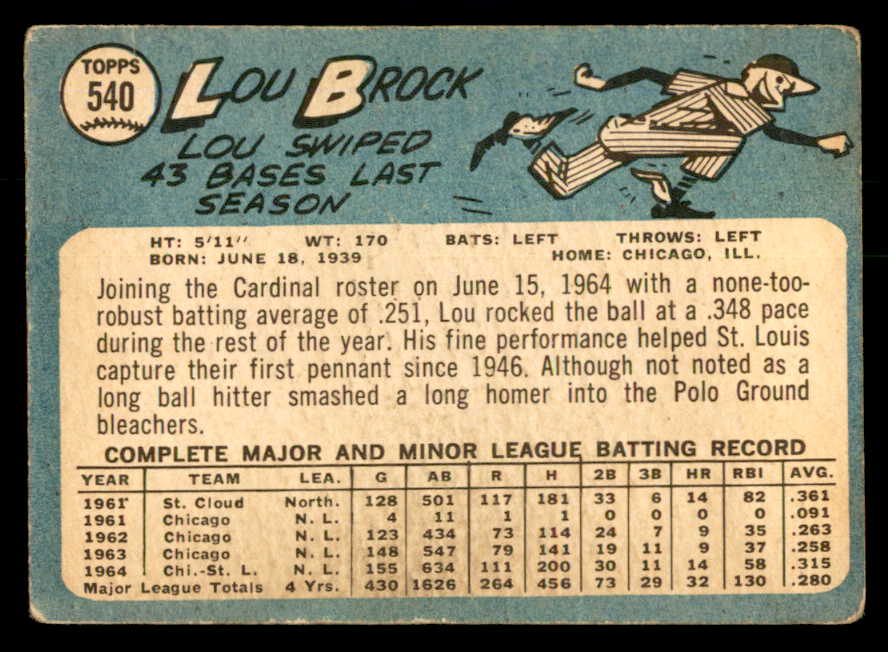 TOPPS
540
LOU BROCK
LOU SWIPED
43 BASES LAST
SEASON
HT: 5'11" WT: 170 BATS: LEFT THROWS: LEFT
BORN: JUNE 18, 1939 HOME: CHICAGO, ILL.
Joining the Cardinal roster on June 15, 1964 with a none-too-
robust batting average of .251, Lou rocked the ball at a .348 pace
during the rest of the year. His fine performance helped St. Louis
capture their first pennant since 1946. Although not noted as a
long ball hitter smashed a long homer into the Polo Ground
bleachers.
COMPLETE MAJOR AND MINOR LEAGUE BATTING RECORD
YEAR TEAM LEA. G AB R H 2B 3B HR RBI AVG.
1961 St. Cloud North. 128 501 117 181 33 6 14 82 .361
1961 Chicago N. L. 4 11 1 1 0 0 0 0 .091
1962 Chicago N. L. 123 434 73 114 24 7 9 35 .263
1963 Chicago N. L. 148 547 79 141 19 11 9 37 .258
1964 Chi.-St. L. N. L. 155 634 111 200 30 11 14 58 .315
Major League Totals 4 Yrs. 430 1626 264 456 73 29 32 130 .280